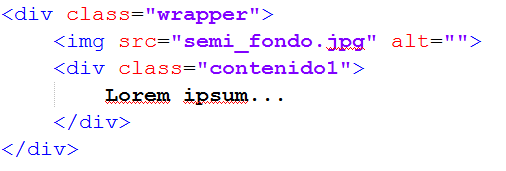 <div class="wrapper">
<img src="semi_fondo.jpg" alt="">
<div class="contenido1">
Lorem ipsum...
</div>
</div>